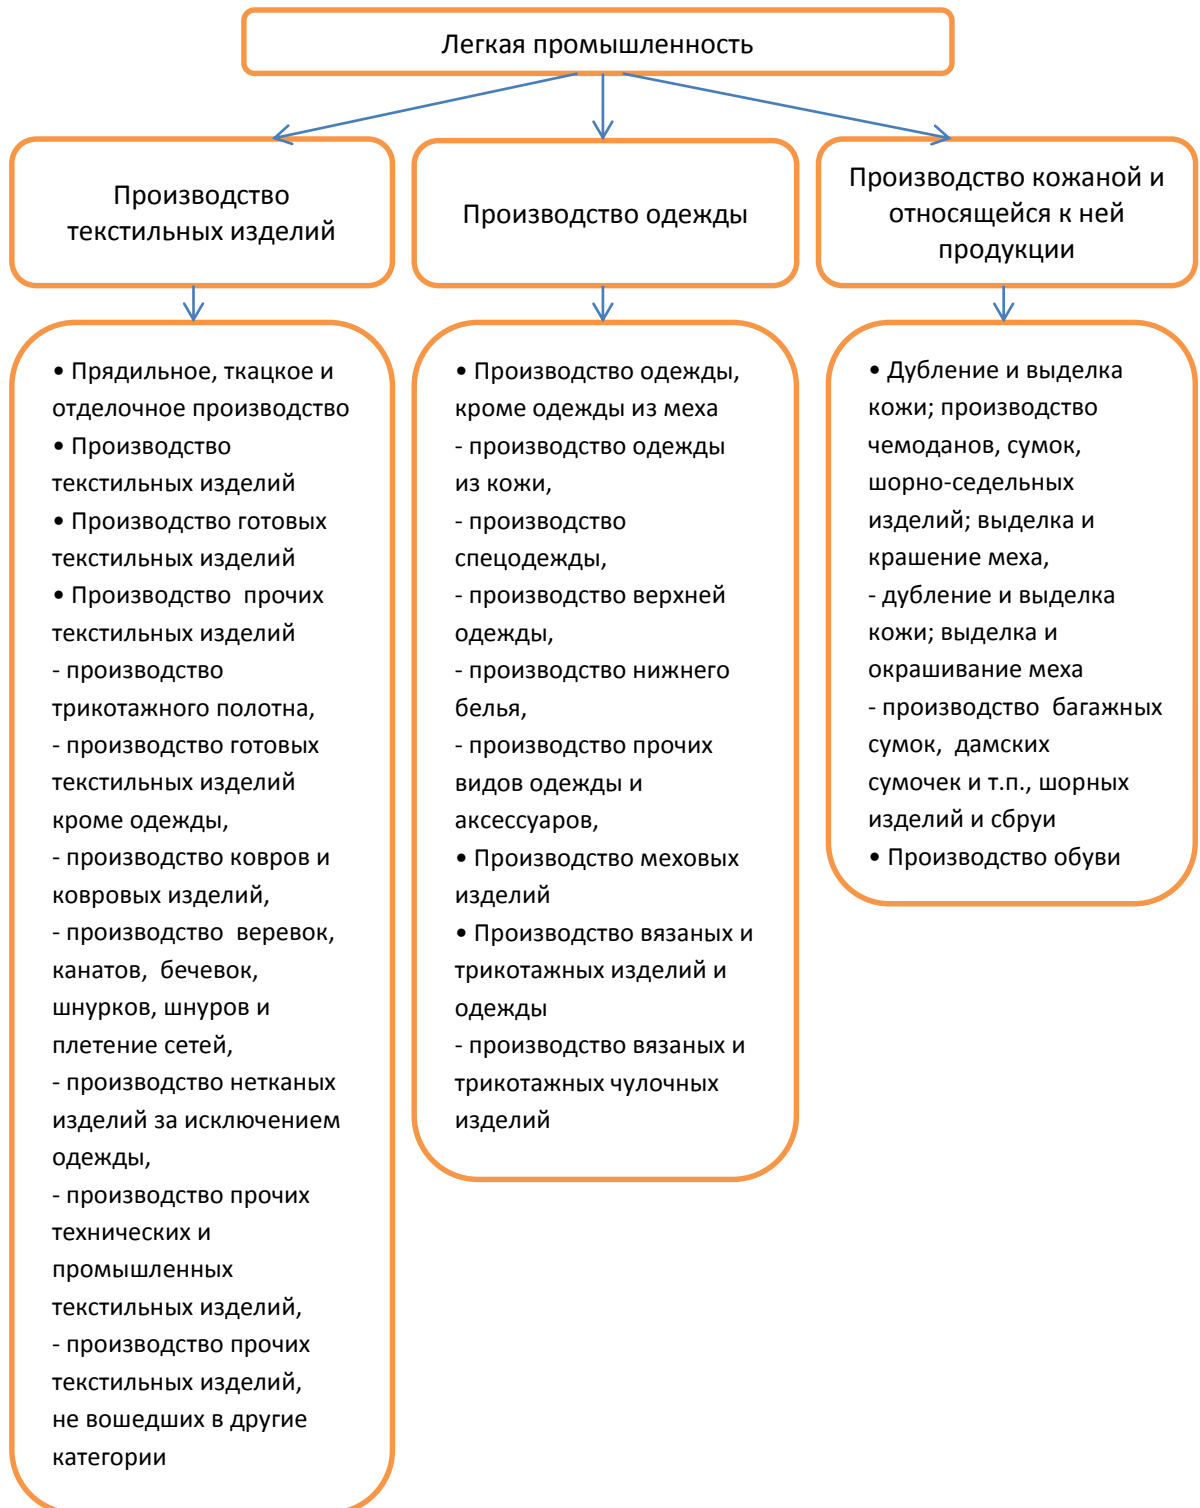 Легкая промышленность
Производство
текстильных изделий
Производство одежды
Производство кожаной и
относящейся к ней
продукции
• Прядильное, ткацкое и
отделочное производство
• Производство
текстильных изделий
• Производство готовых
текстильных изделий
• Производство прочих
текстильных изделий
- производство
трикотажного полотна,
- производство готовых
текстильных изделий
кроме одежды,
- производство ковров и
ковровых изделий,
- производство веревок,
канатов, бечевок,
шнурков, шнуров и
плетение сетей,
- производство нетканых
изделий за исключением
одежды,
- производство прочих
технических и
промышленных
текстильных изделий,
- производство прочих
текстильных изделий,
не вошедших в другие
категории
• Производство одежды,
кроме одежды из меха
- производство одежды
из кожи,
- производство
спецодежды,
- производство верхней
одежды,
- производство нижнего
белья,
- производство прочих
видов одежды и
аксессуаров,
• Производство меховых
изделий
• Производство вязаных и
трикотажных изделий и
одежды
- производство вязаных и
трикотажных чулочных
изделий
• Дубление и выделка
кожи; производство
чемоданов, сумок,
шорно-седельных
изделий; выделка и
крашение меха,
- дубление и выделка
кожи; выделка и
окрашивание меха
- производство багажных
сумок, дамских
сумочек и т.п., шорных
изделий и сбруи
• Производство обуви